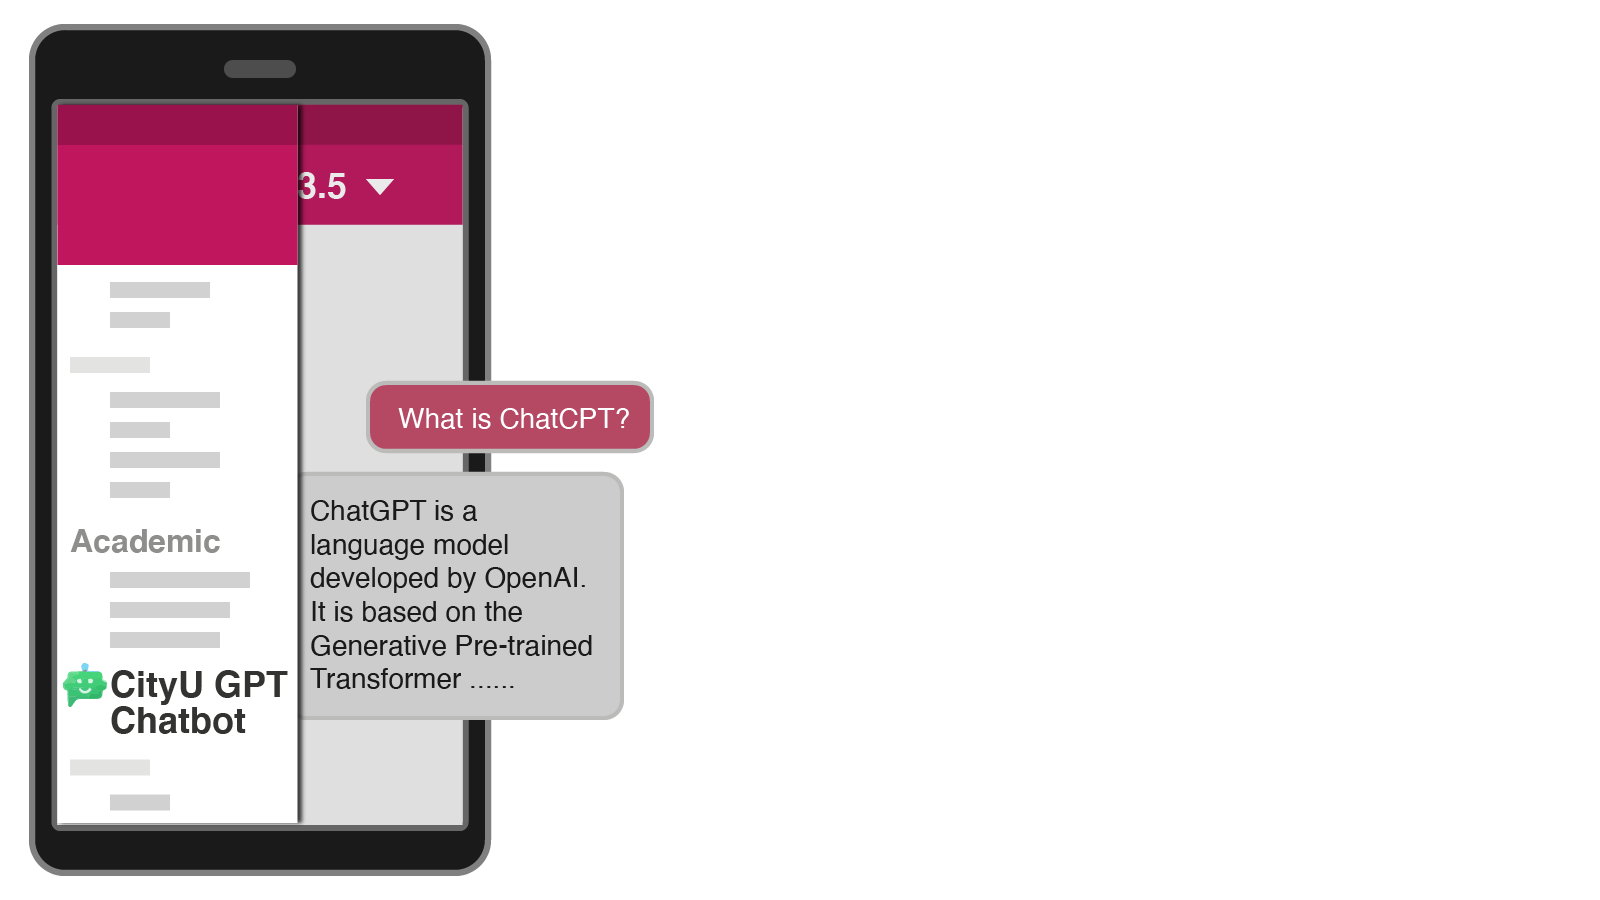 3.5
What is ChatCPT?
ChatGPT is a
language model
developed by OpenAI.
It is based on the
Generative Pre-trained
Transformer ......
Academic
CityU GPT
Chatbot